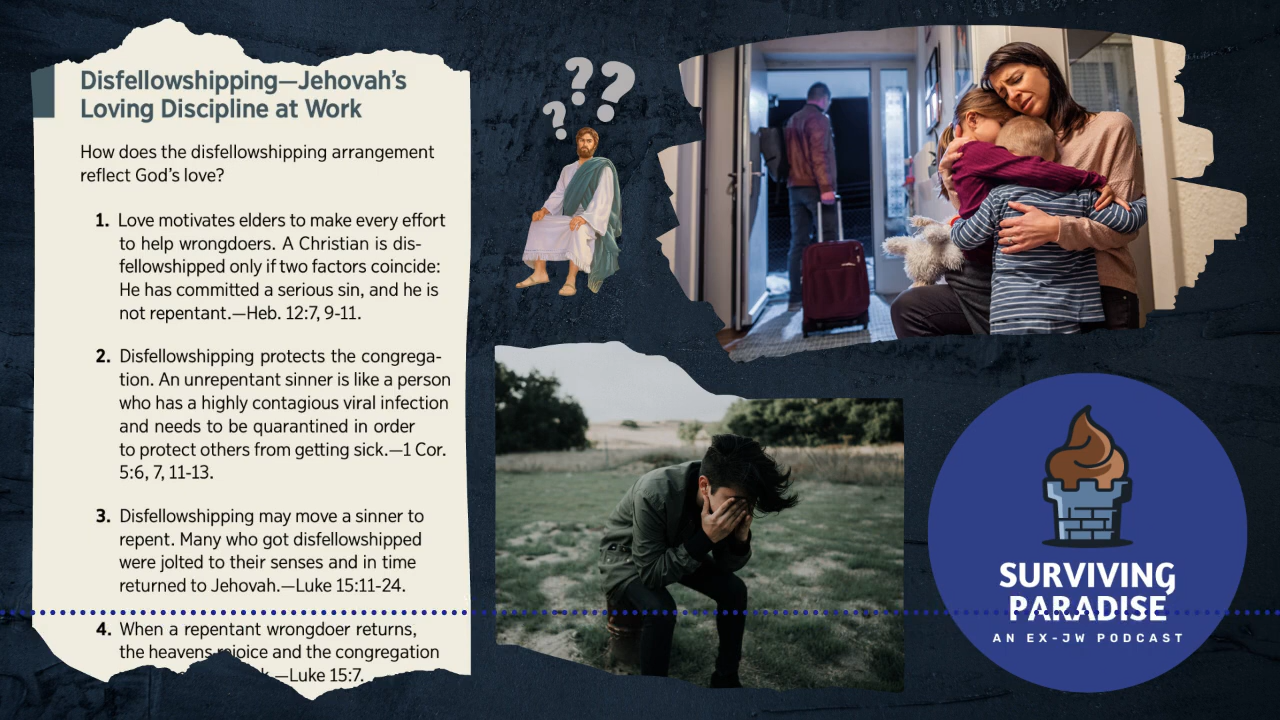 Disfellowshipping—Jehovah's
Loving Discipline at Work
How does the disfellowshipping arrangement
reflect God's love?
1. Love motivates elders to make every effort
to help wrongdoers. A Christian is dis-
fellowshipped only if two factors coincide:
He has committed a serious sin, and he is
not repentant.—Heb. 12:7, 9-11.
2. Disfellowshipping protects the congrega-
tion. An unrepentant sinner is like a person
who has a highly contagious viral infection
and needs to be quarantined in order
to protect others from getting sick.—1 Cor.
5:6, 7, 11-13.
3. Disfellowshipping may move a sinner to
repent. Many who got disfellowshipped
were jolted to their senses and in time
returned to Jehovah.—Luke 15:11-24.
4. When a repentant wrongdoer returns,
the heavens rejoice and the congregation
—Luke 15:7.
???
SURVIVING
PARADISE
AN EX-JW PODCAST